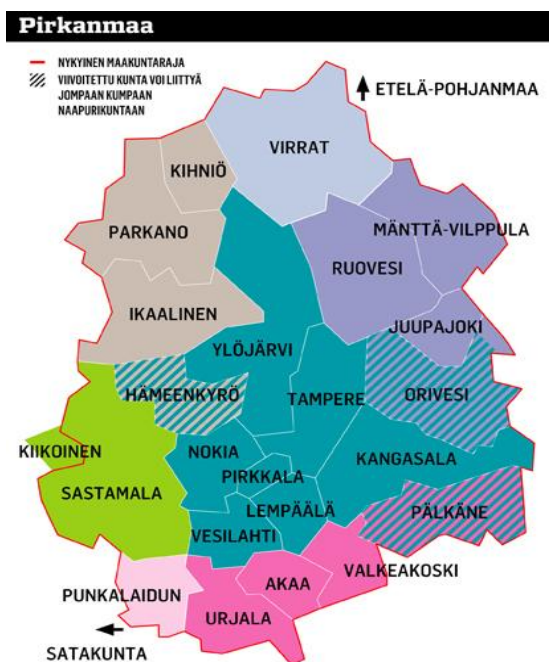 Pirkanmaa
NYKYINEN MAAKUNTARAJA
VIIVOITETTU KUNTA VOI LIITTYÄ
JOMPAAN KUMPAAN
NAAPURIKUNTAAN
ETELÄ-POHJANMAA
VIRRAT
KIHNIÖ
PARKANO
MÄNTTÄ-VILPPULA
RUOVESI
IKAALINEN
JUUPAJOKI
YLÖJÄRVI
HÄMEENKYRÖ
TAMPERE
ORIVESI
KIIKOINEN
NOKIA
KANGASALA
PIRKKALA
SASTAMALA
LEMPÄÄLÄ
PÄLKÄNE
VESILAHTI
VALKEAKOSKI
AKAA
PUNKALAIDUN
URJALA
SATAKUNTA